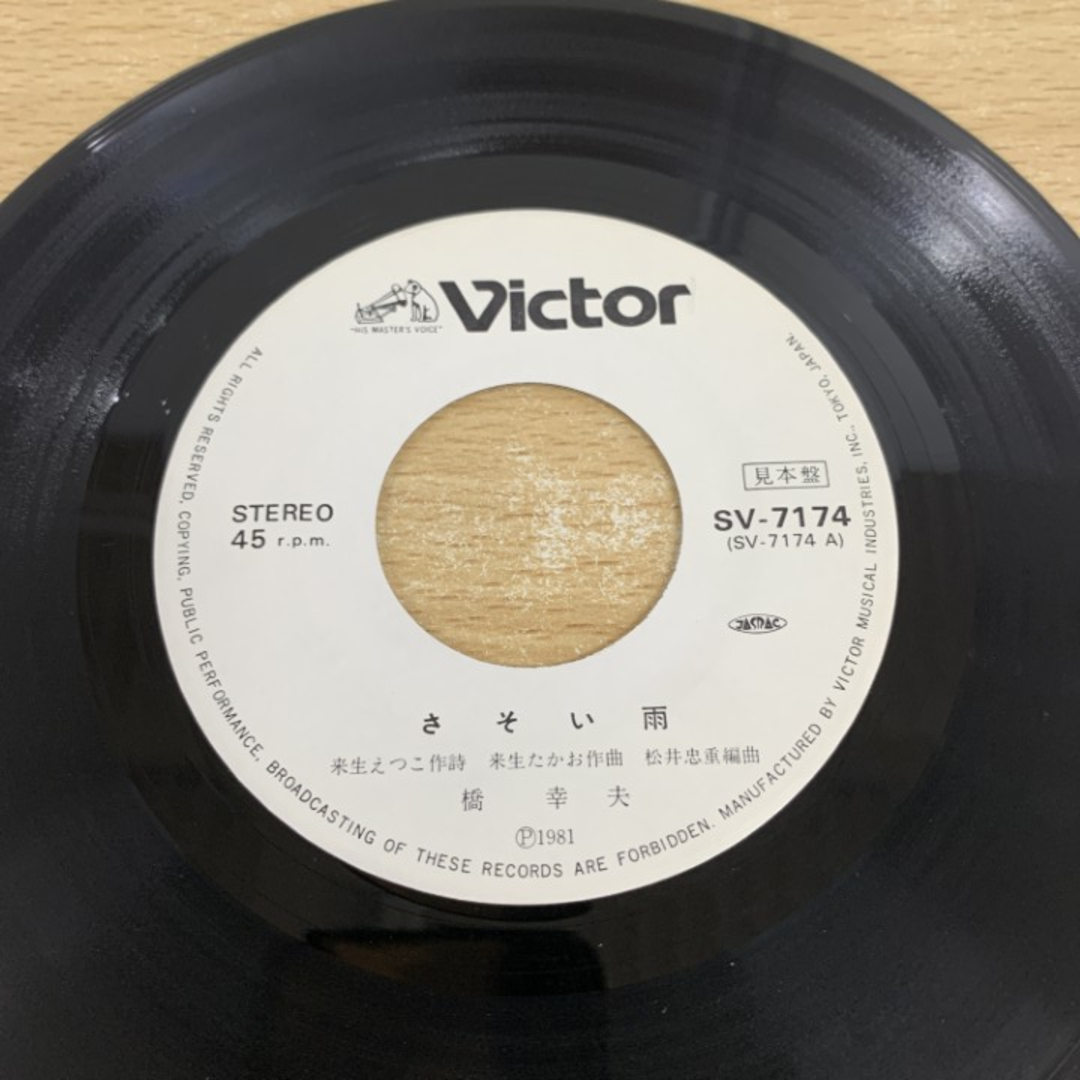 Victor
"HIS MASTER'S VOICE"
見本盤
STEREO
45 r.p.m.
SV-7174
(SV-7174 A)
JASRAC
さそい雨
来生えつこ作詩 来生たかお作曲 松井忠重編曲
橋 幸夫
Ⓟ1981
ALL RIGHTS RESERVED, COPYING, PUBLIC PERFORMANCE, BROADCASTING OF THESE RECORDS ARE FORBIDDEN. MANUFACTURED BY VICTOR MUSICAL INDUSTRIES, INC., TOKYO, JAPAN.